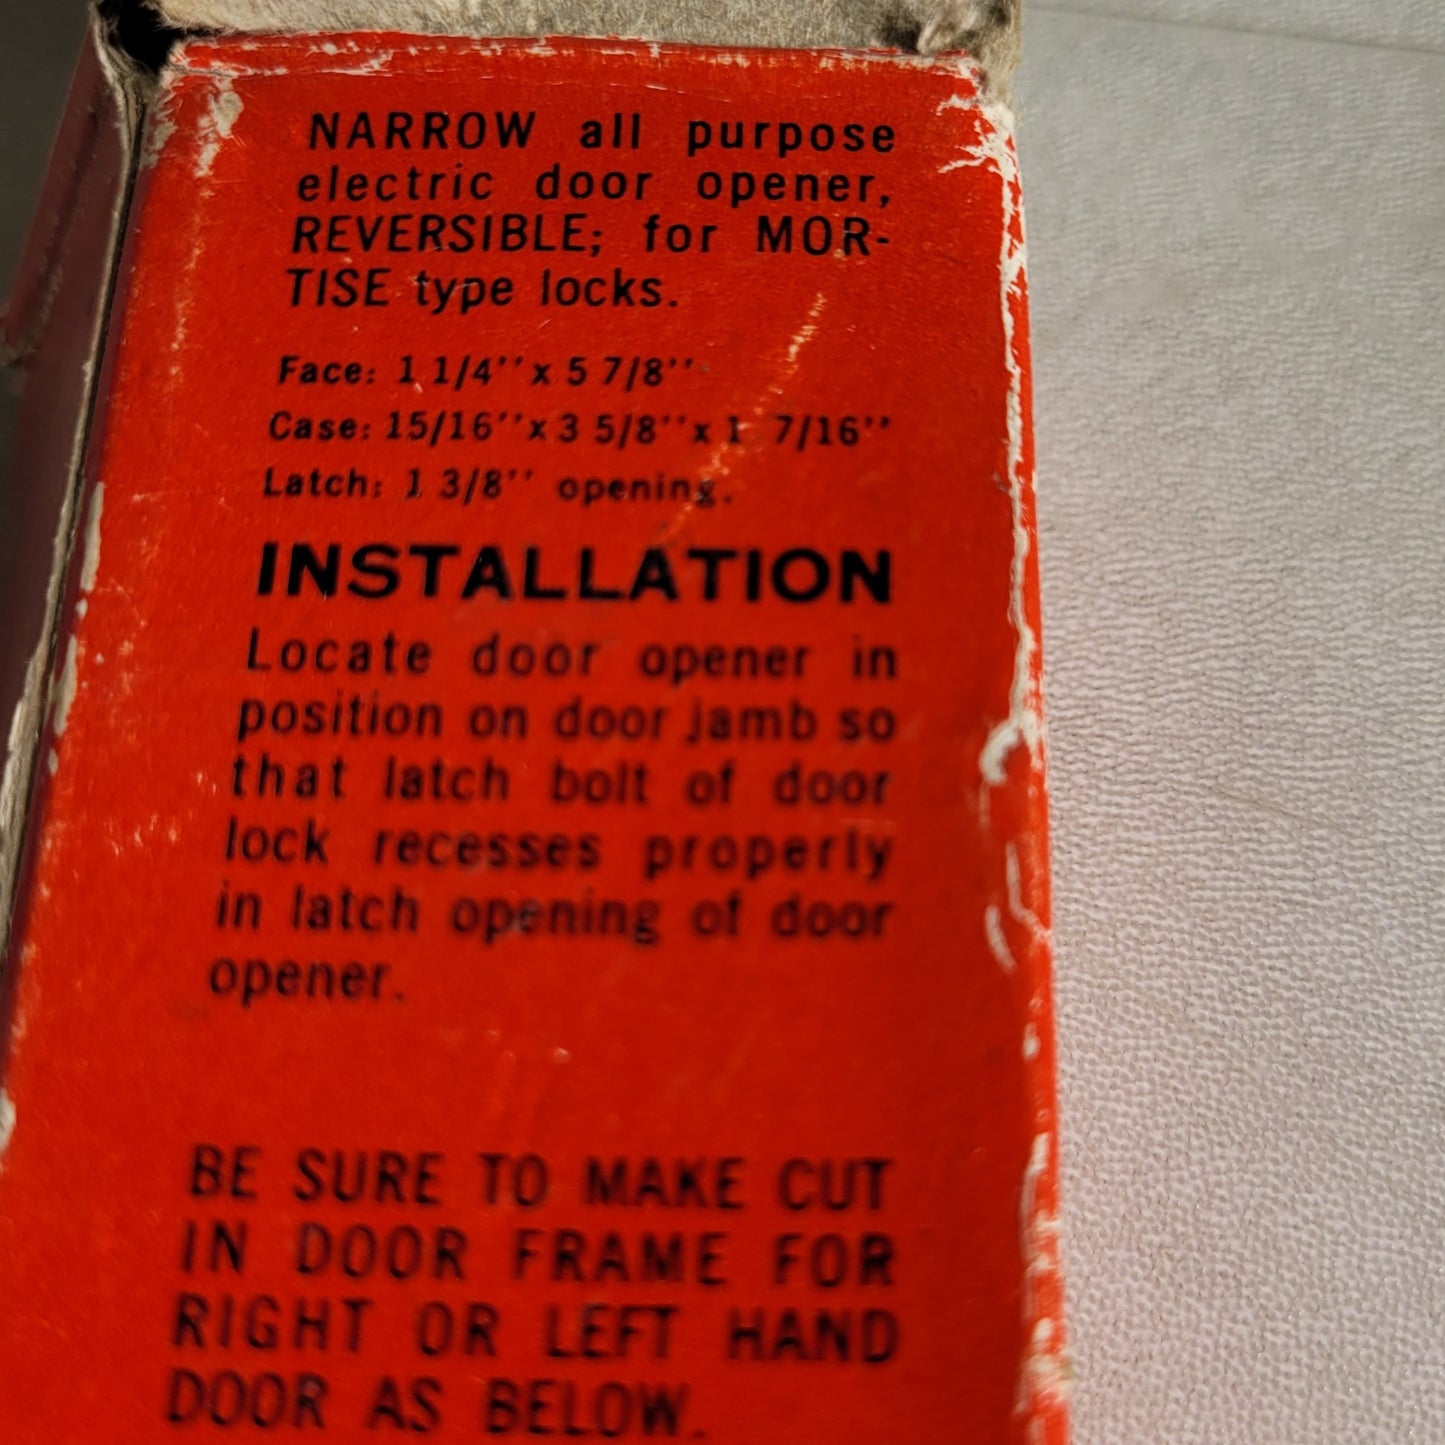 NARROW all purpose
electric door opener,
REVERSIBLE; for MOR-
TISE type locks.
Face: 1 1/4'' x 5 7/8''
Case: 15/16'' x 3 5/8'' x 1 7/16''
Latch: 1 3/8'' opening.
INSTALLATION
Locate door opener in
position on door jamb so
that latch bolt of door
lock recesses properly
in latch opening of door
opener.
BE SURE TO MAKE CUT
IN DOOR FRAME FOR
RIGHT OR LEFT HAND
DOOR AS BELOW.